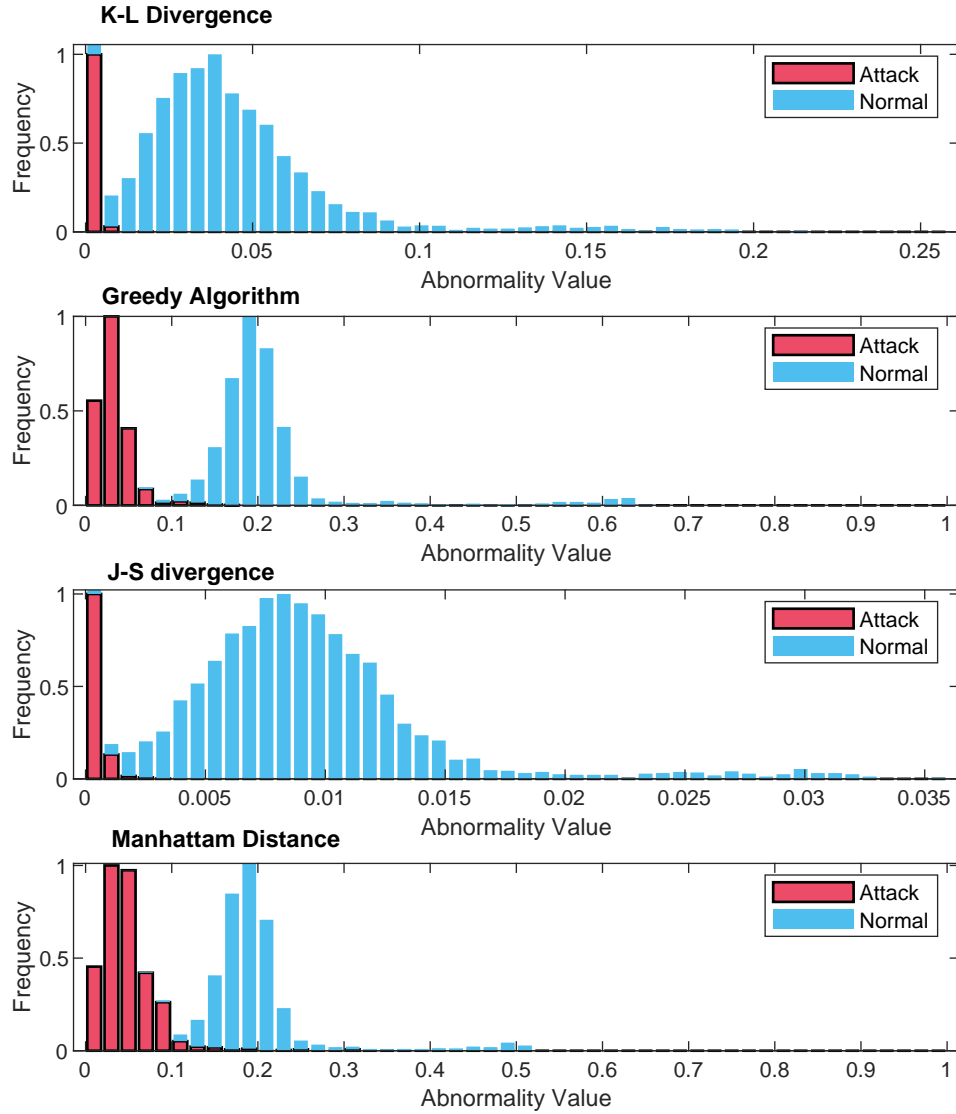 K-L Divergence
Frequency
1
0.5
0
Attack
Normal
0 0.05 0.1 0.15 0.2 0.25
Abnormality Value
Greedy Algorithm
Frequency
1
0.5
0
Attack
Normal
0 0.1 0.2 0.3 0.4 0.5 0.6 0.7 0.8 0.9 1
Abnormality Value
J-S divergence
Frequency
1
0.5
0
Attack
Normal
0 0.005 0.01 0.015 0.02 0.025 0.03 0.035
Abnormality Value
Manhattam Distance
Frequency
1
0.5
0
Attack
Normal
0 0.1 0.2 0.3 0.4 0.5 0.6 0.7 0.8 0.9 1
Abnormality Value